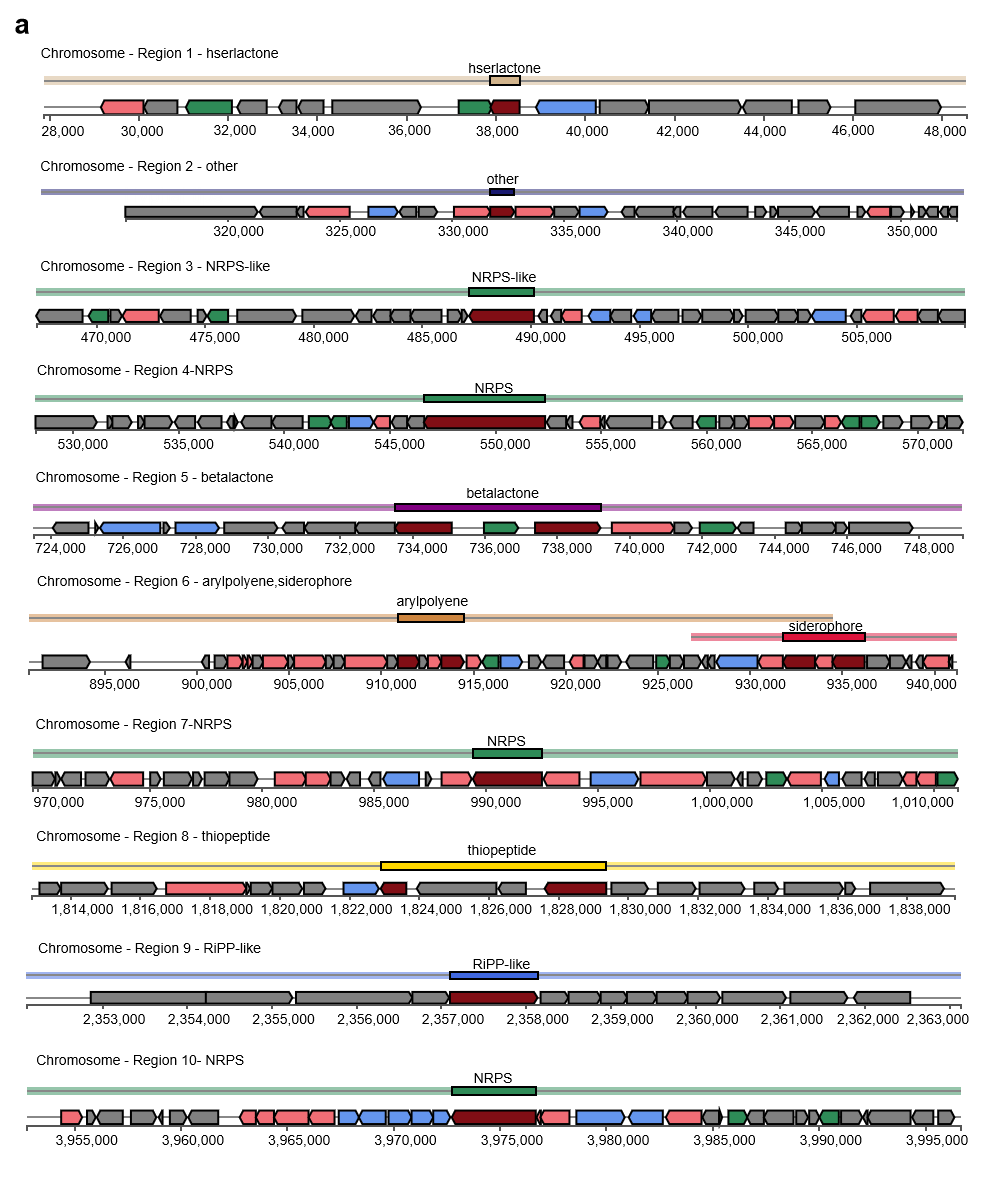 a
Chromosome - Region 1 - hserlactone
hserlactone
28,000 30,000 32,000 34,000 36,000 38,000 40,000 42,000 44,000 46,000 48,000
Chromosome - Region 2 - other
other
320,000 325,000 330,000 335,000 340,000 345,000 350,000
Chromosome - Region 3 - NRPS-like
NRPS-like
470,000 475,000 480,000 485,000 490,000 495,000 500,000 505,000
Chromosome - Region 4-NRPS
NRPS
530,000 535,000 540,000 545,000 550,000 555,000 560,000 565,000 570,000
Chromosome - Region 5 - betalactone
betalactone
724,000 726,000 728,000 730,000 732,000 734,000 736,000 738,000 740,000 742,000 744,000 746,000 748,000
Chromosome - Region 6 - arylpolyene,siderophore
arylpolyene
siderophore
895,000 900,000 905,000 910,000 915,000 920,000 925,000 930,000 935,000 940,000
Chromosome - Region 7-NRPS
NRPS
970,000 975,000 980,000 985,000 990,000 995,000 1,000,000 1,005,000 1,010,000
Chromosome - Region 8 - thiopeptide
thiopeptide
1,814,000 1,816,000 1,818,000 1,820,000 1,822,000 1,824,000 1,826,000 1,828,000 1,830,000 1,832,000 1,834,000 1,836,000 1,838,000
Chromosome - Region 9 - RiPP-like
RiPP-like
2,353,000 2,354,000 2,355,000 2,356,000 2,357,000 2,358,000 2,359,000 2,360,000 2,361,000 2,362,000 2,363,000
Chromosome - Region 10- NRPS
NRPS
3,955,000 3,960,000 3,965,000 3,970,000 3,975,000 3,980,000 3,985,000 3,990,000 3,995,000